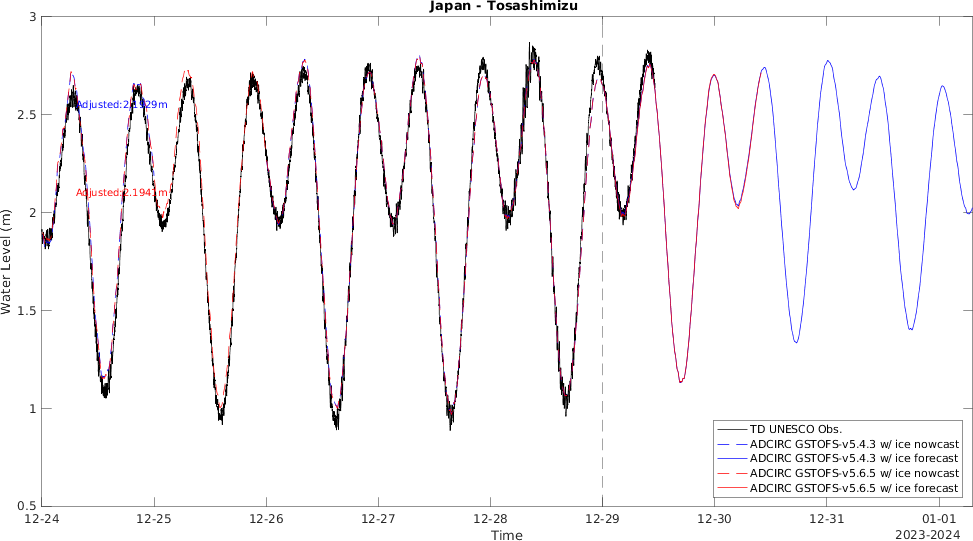 Japan - Tosashimizu
3
2.5
2
1.5
1
0.5
Water Level (m)
Adjusted:2.1929m
Adjusted:2.1941m
TD UNESCO Obs.
ADCIRC GSTOFS-v5.4.3 w/ ice nowcast
ADCIRC GSTOFS-v5.4.3 w/ ice forecast
ADCIRC GSTOFS-v5.6.5 w/ ice nowcast
ADCIRC GSTOFS-v5.6.5 w/ ice forecast
12-24 12-25 12-26 12-27 12-28 12-29 12-30 12-31 01-01
Time
2023-2024